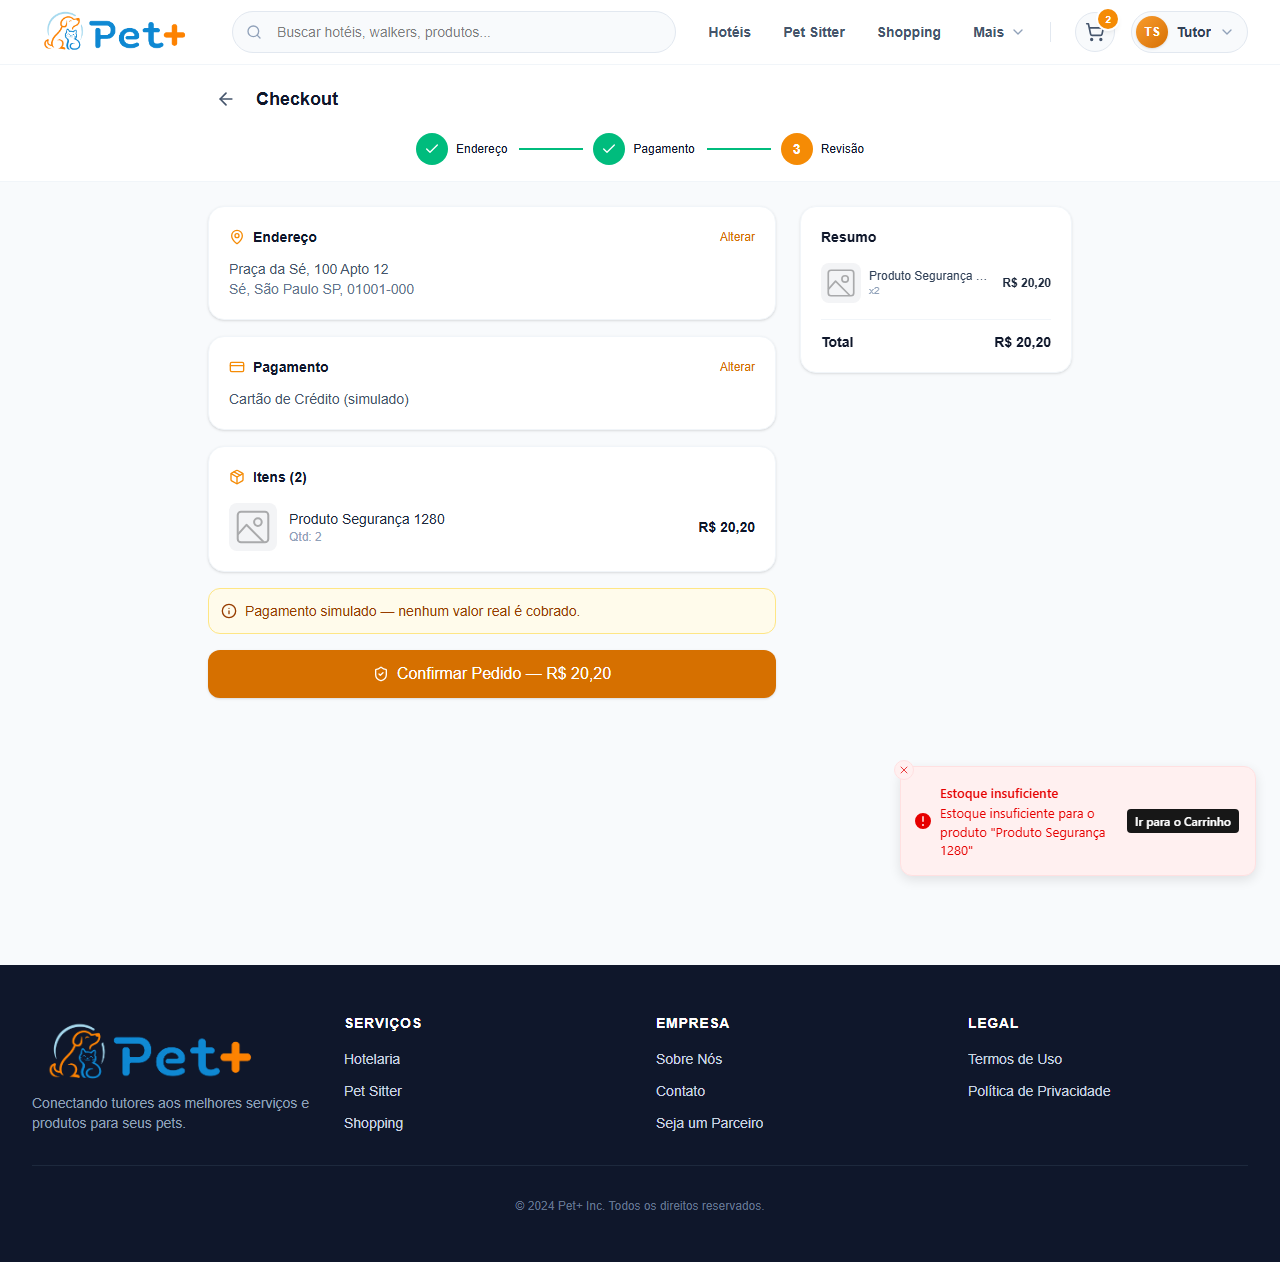 Pet+
Buscar hotéis, walkers, produtos...
Hotéis
Pet Sitter
Shopping
Mais
2
TS
Tutor
Checkout
Endereço
Pagamento
3
Revisão
Endereço
Alterar
Praça da Sé, 100 Apto 12
Sé, São Paulo SP, 01001-000
Pagamento
Alterar
Cartão de Crédito (simulado)
Itens (2)
Produto Segurança 1280
Qtd: 2
R$ 20,20
Pagamento simulado — nenhum valor real é cobrado.
Confirmar Pedido — R$ 20,20
Resumo
Produto Segurança ...
x2
R$ 20,20
Total
R$ 20,20
Estoque insuficiente
Estoque insuficiente para o
produto "Produto Segurança
1280"
Ir para o Carrinho
Pet+
Conectando tutores aos melhores serviços e
produtos para seus pets.
SERVIÇOS
Hotelaria
Pet Sitter
Shopping
EMPRESA
Sobre Nós
Contato
Seja um Parceiro
LEGAL
Termos de Uso
Política de Privacidade
© 2024 Pet+ Inc. Todos os direitos reservados.